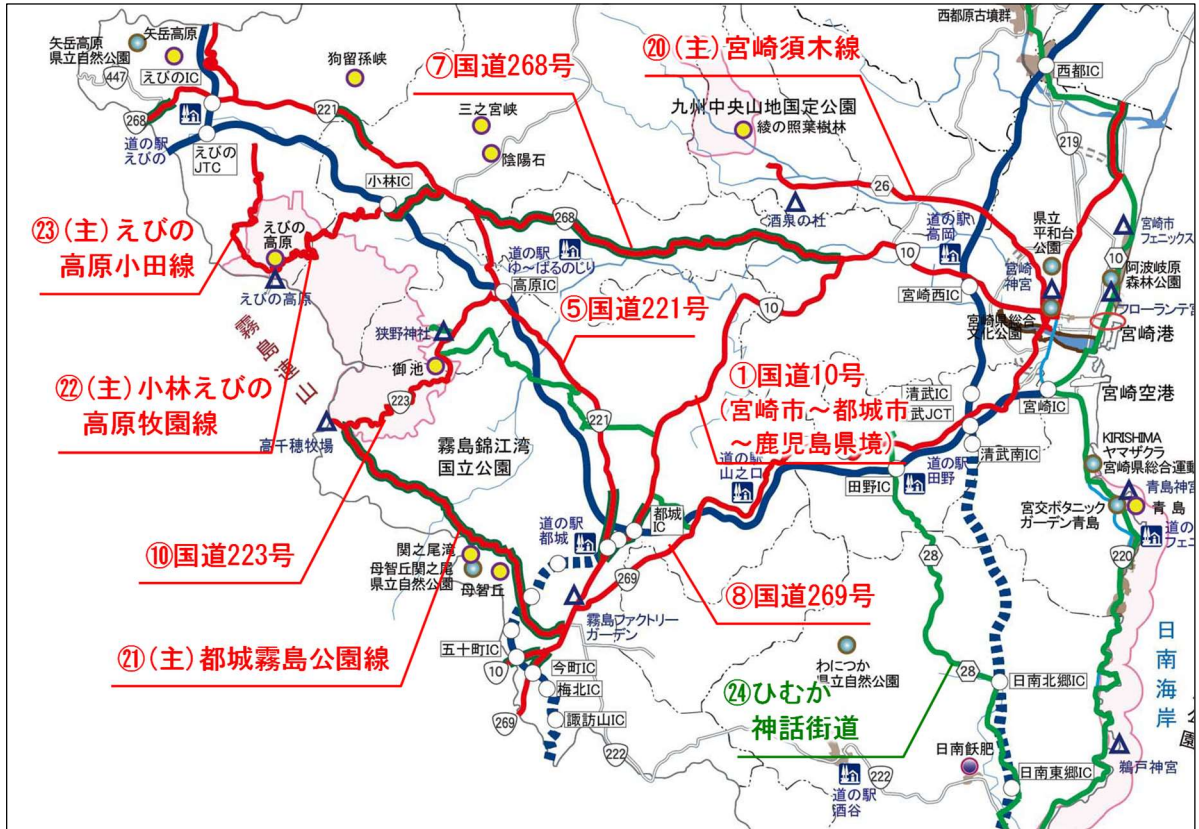 矢岳高原
県立自然公園
矢岳高原
えびのIC
447
268
道の駅
えびの
えびの
JTC
狗留孫峡
221
三之宮峡
陰陽石
小林IC
⑦国道268号
⑳(主)宮崎須木線
九州中央山地国定公園
綾の照葉樹林
西都原古墳群
西都IC
219
26
酒泉の杜
268
道の駅
高岡
県立
平和台
公園
宮崎
神宮
宮崎市
フェニックス
10
阿波岐原
森林公園
フローランテ宮
宮崎県総合
文化公園
宮崎港
10
宮崎西IC
㉓(主)えびの
高原小田線
えびの
高原
えびの高原
道の駅
ゆ~ぱるのじり
高原IC
10
⑤国道221号
霧島連山
狭野神社
御池
223
㉒(主)小林えびの
高原牧園線
高千穂牧場
221
霧島錦江湾
国立公園
①国道10号
(宮崎市~都城市
~鹿児島県境)
清武IC
武JCT
清武南IC
宮崎IC
宮崎空港
道の駅
山之口
田野IC
道の駅
田野
KIRISHIMA
ヤマザクラ
宮崎県総合運動
青島神宮
青島
宮交ボタニック
ガーデン青島
道の
フェニ
220
⑩国道223号
道の駅
都城
都城
IC
関之尾滝
母智丘関之尾
県立自然公園
母智丘
269
⑧国道269号
28
霧島ファクトリー
ガーデン
㉑(主)都城霧島公園線
五十町IC
10
今町IC
梅北IC
269
諏訪山IC
222
わにつか
県立自然公園
㉔ひむか
神話街道
28
日南北郷IC
日南海岸
日南飫肥
道の駅
酒谷
222
日南東郷IC
鵜戸神宮
公園